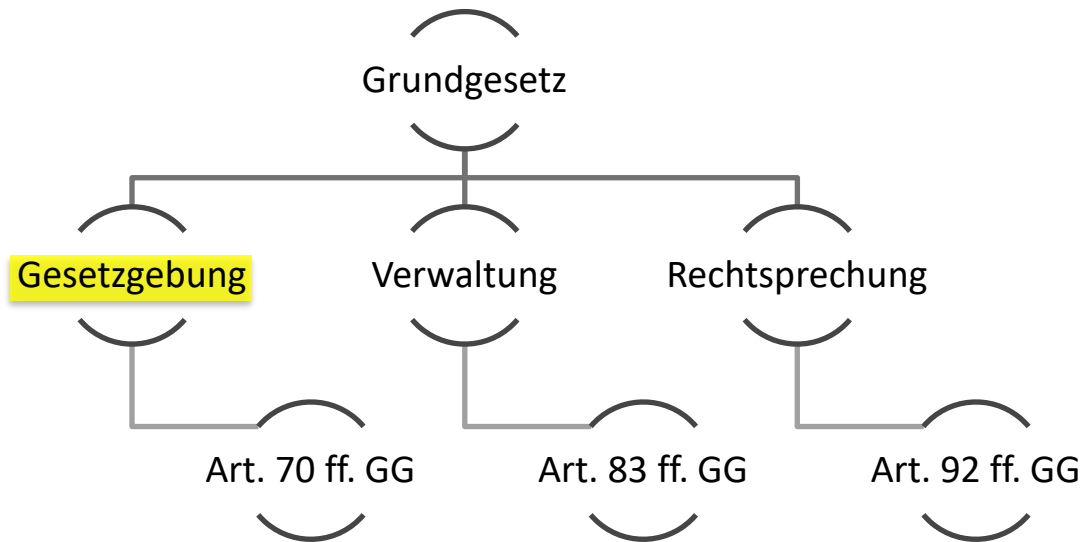 Grundgesetz
Gesetzgebung
Verwaltung
Rechtsprechung
Art. 70 ff. GG
Art. 83 ff. GG
Art. 92 ff. GG